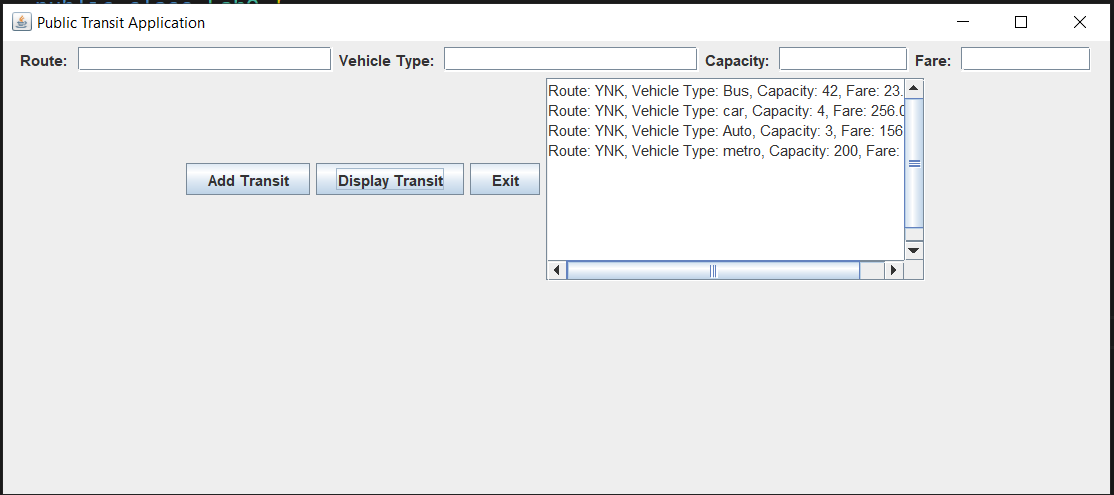 Public Transit Application
Route: Vehicle Type: Capacity: Fare:
Route: YNK, Vehicle Type: Bus, Capacity: 42, Fare: 23.
Route: YNK, Vehicle Type: car, Capacity: 4, Fare: 256.0
Route: YNK, Vehicle Type: Auto, Capacity: 3, Fare: 156
Route: YNK, Vehicle Type: metro, Capacity: 200, Fare:
Add Transit Display Transit Exit